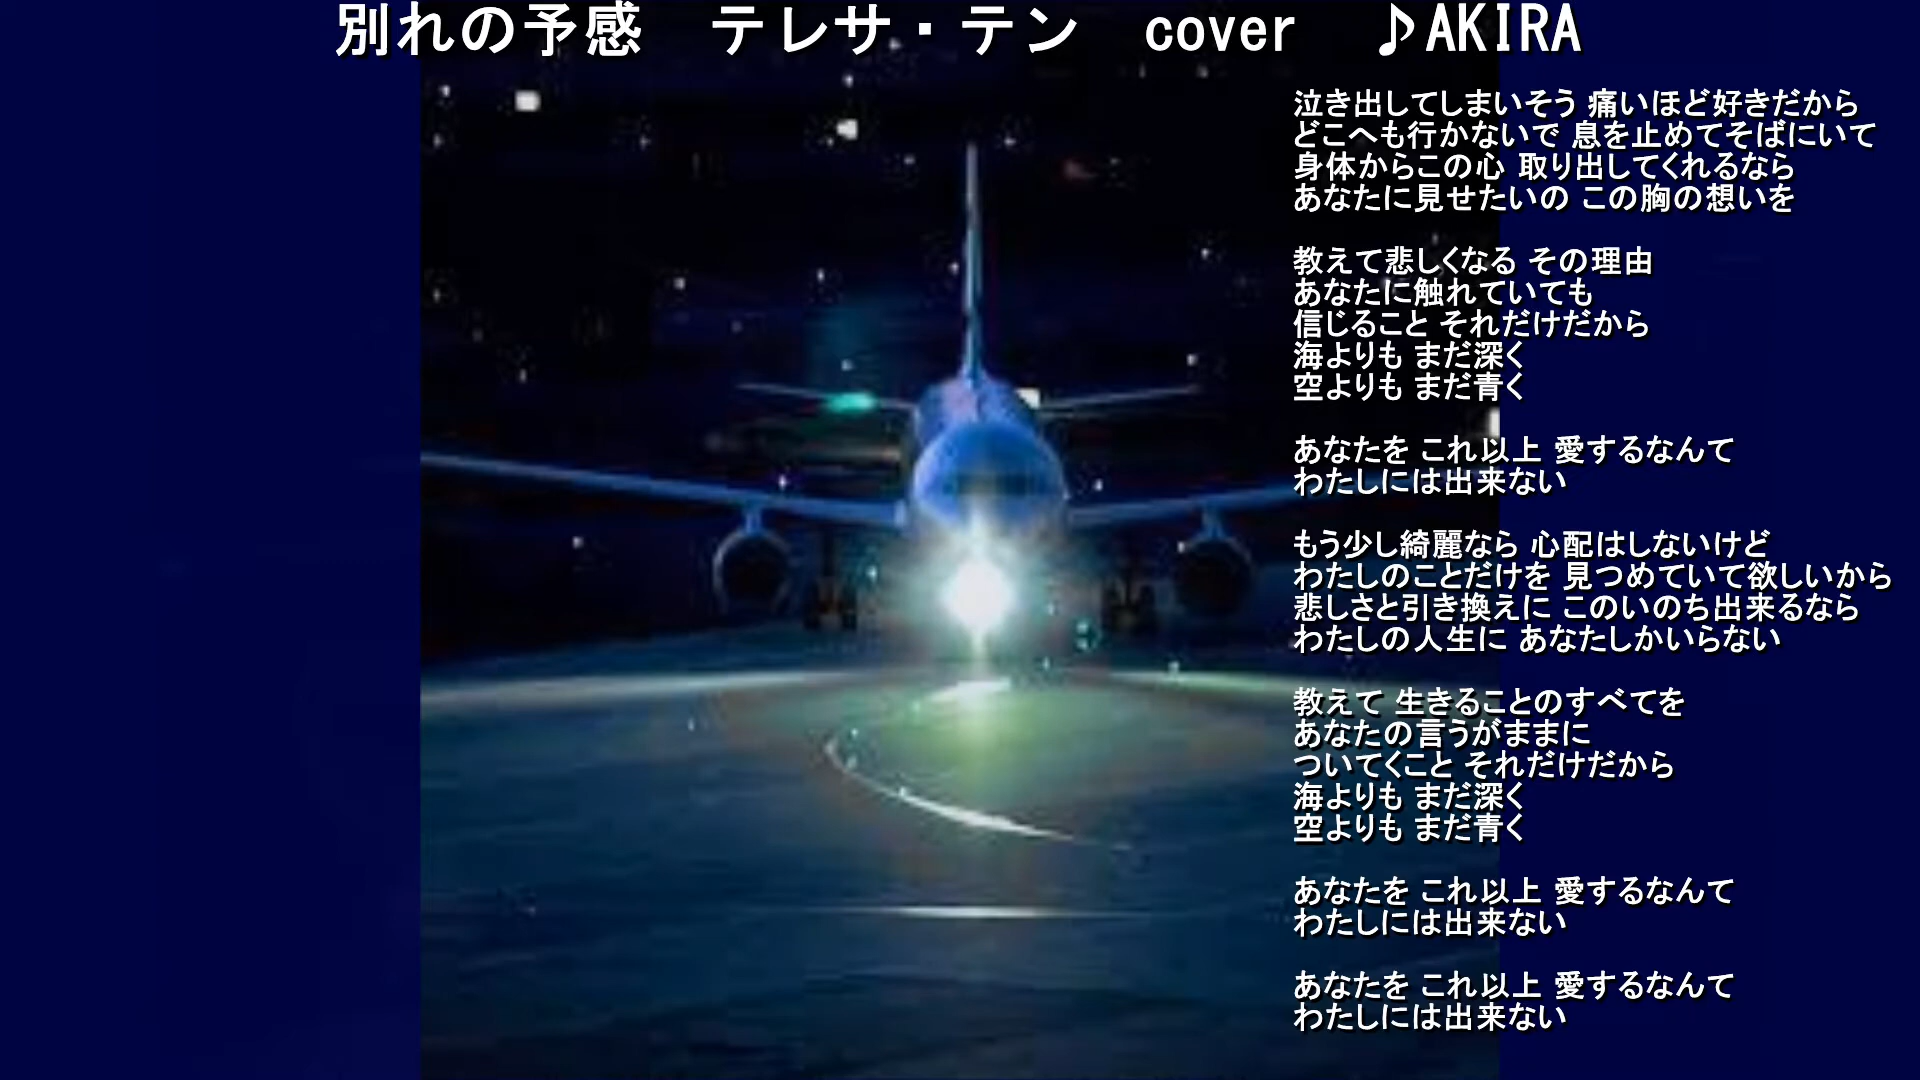 別れの予感　テレサ・テン　cover　♪AKIRA
泣き出してしまいそう 痛いほど好きだから
どこへも行かないで 息を止めてそばにいて
身体からこの心 取り出してくれるなら
あなたに見せたいの この胸の想いを
教えて悲しくなる その理由
あなたに触れていても
信じること それだけだから
海よりも まだ深く
空よりも まだ青く
あなたを これ以上 愛するなんて
わたしには出来ない
もう少し綺麗なら 心配はしないけど
わたしのことだけを 見つめていて欲しいから
悲しさと引き換えに このいのち出来るなら
わたしの人生に あなたしかいらない
教えて 生きることのすべてを
あなたの言うがままに
ついてくこと それだけだから
海よりも まだ深く
空よりも まだ青く
あなたを これ以上 愛するなんて
わたしには出来ない
あなたを これ以上 愛するなんて
わたしには出来ない